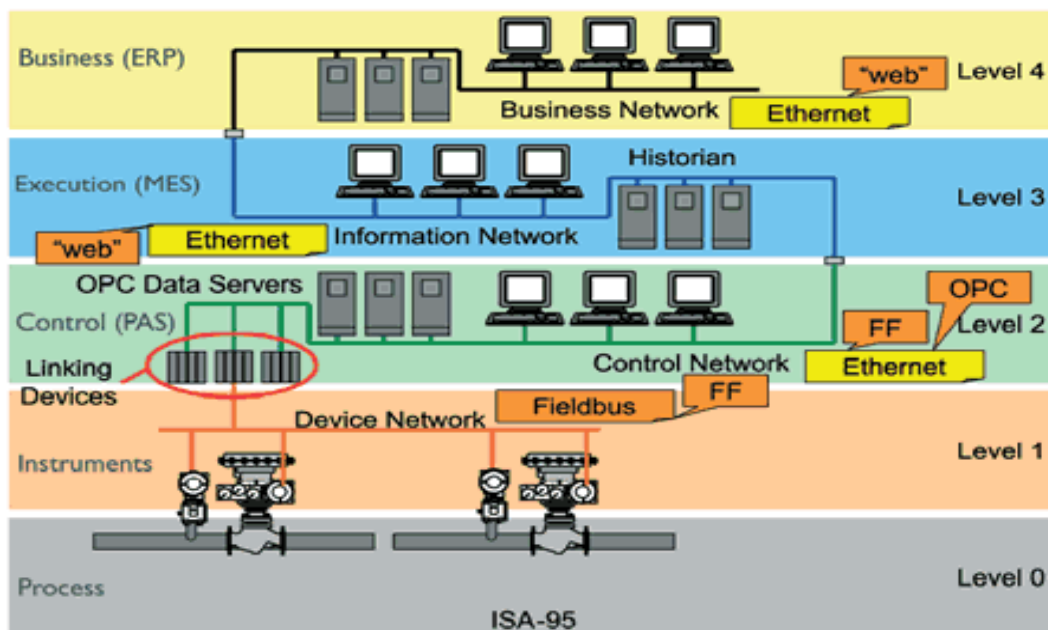 Business (ERP)
"web"
Level 4
Business Network
Ethernet
Historian
Execution (MES)
Level 3
"web"
Ethernet
Information Network
OPC Data Servers
OPC
Control (PAS)
FF
Level 2
Linking
Devices
Control Network
Ethernet
Fieldbus
FF
Device Network
Instruments
Level 1
Process
Level 0
ISA-95